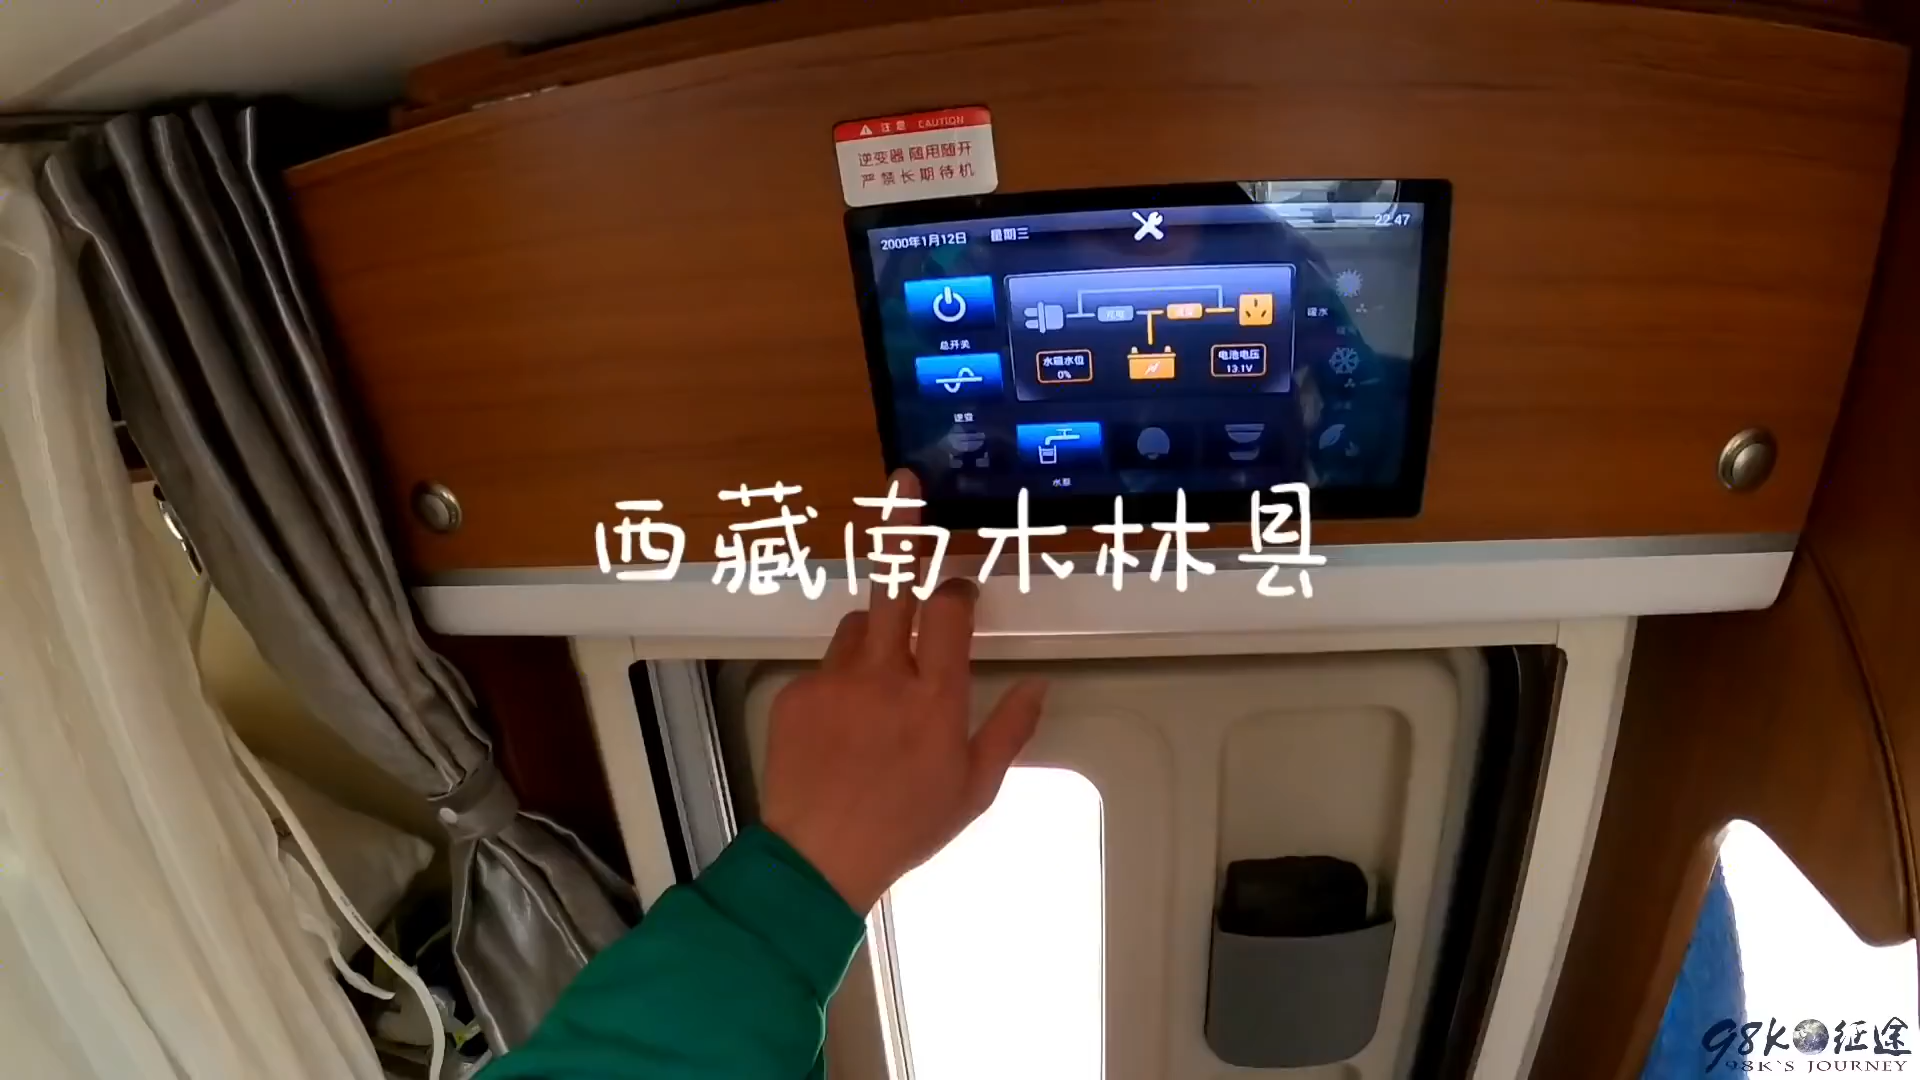 注意 CAUTION
逆变器 随用随开
严禁长期待机
2000年1月12日 星期三
22:47
总开关
逆变
水箱水位
0%
电池电压
13.1V
暖水
水泵
西藏南木林县
98K征途
98K`S JOURNEY